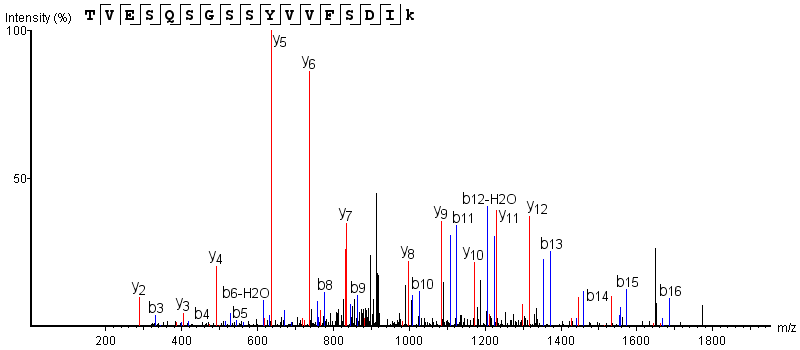 Intensity (%)
T V E S Q S G S S Y V V F S D I k
100
y5
y6
50
b12-H2O
y7
y9
b11
y11
y12
y4
y8
y10
b13
y2
b3
y3
b4
b6-H2O
b5
b8
b9
b10
b14
b15
b16
200 400 600 800 1000 1200 1400 1600 1800 m/z